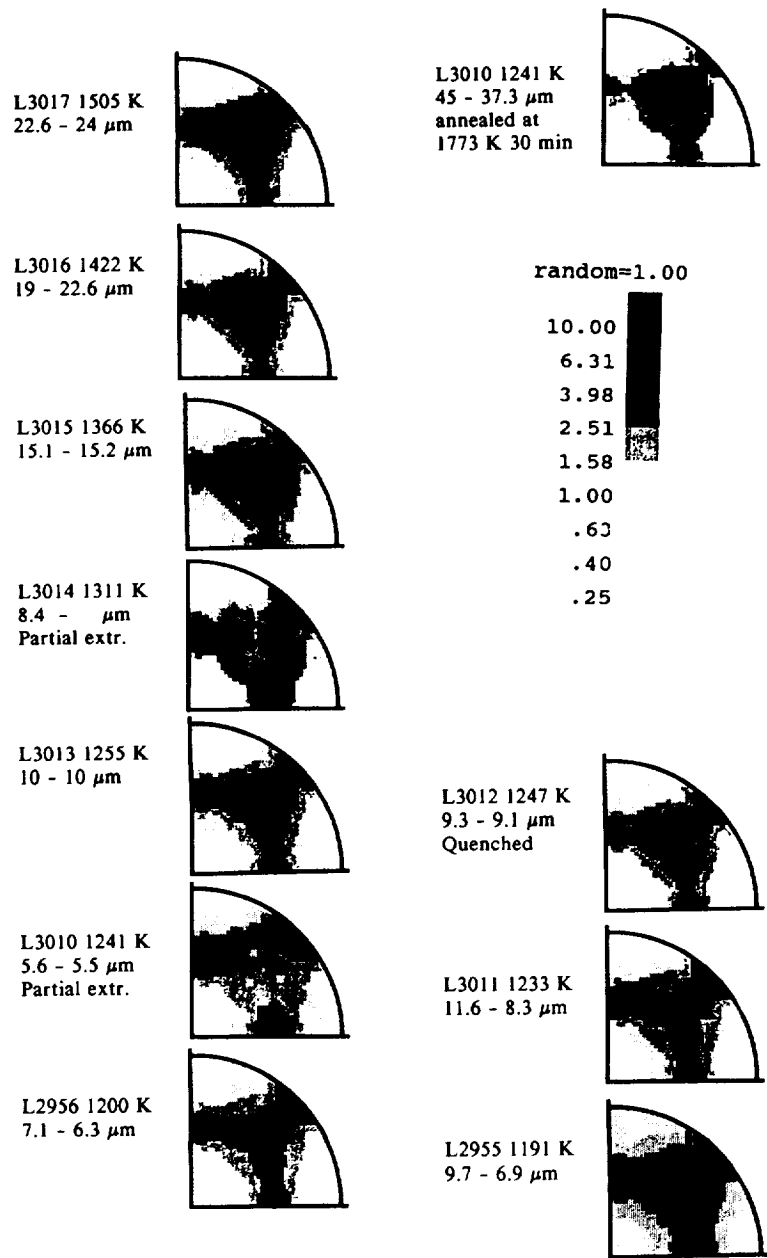 L3017 1505 K
22.6 - 24 μm
L3010 1241 K
45 - 37.3 μm
annealed at
1773 K 30 min
L3016 1422 K
19 - 22.6 μm
random=1.00
10.00
6.31
3.98
2.51
1.58
1.00
.63
.40
.25
L3015 1366 K
15.1 - 15.2 μm
L3014 1311 K
8.4 - μm
Partial extr.
L3013 1255 K
10 - 10 μm
L3012 1247 K
9.3 - 9.1 μm
Quenched
L3010 1241 K
5.6 - 5.5 μm
Partial extr.
L3011 1233 K
11.6 - 8.3 μm
L2956 1200 K
7.1 - 6.3 μm
L2955 1191 K
9.7 - 6.9 μm